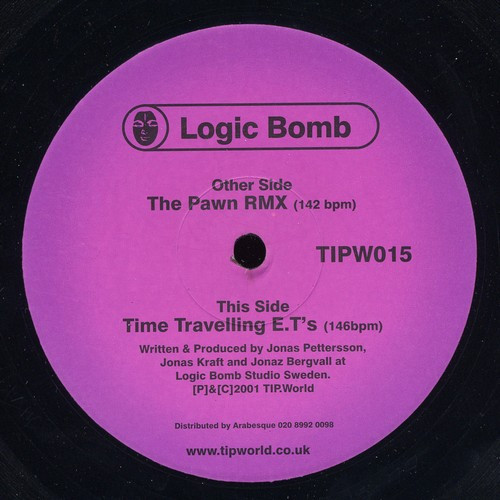 Logic Bomb
Other Side
The Pawn RMX (142 bpm)
TIPW015
This Side
Time Travelling E.T's (146bpm)
Written & Produced by Jonas Pettersson,
Jonas Kraft and Jonaz Bergvall at
Logic Bomb Studio Sweden.
[P]&[C]2001 TIP.World
Distributed by Arabesque 020 8992 0098
www.tipworld.co.uk